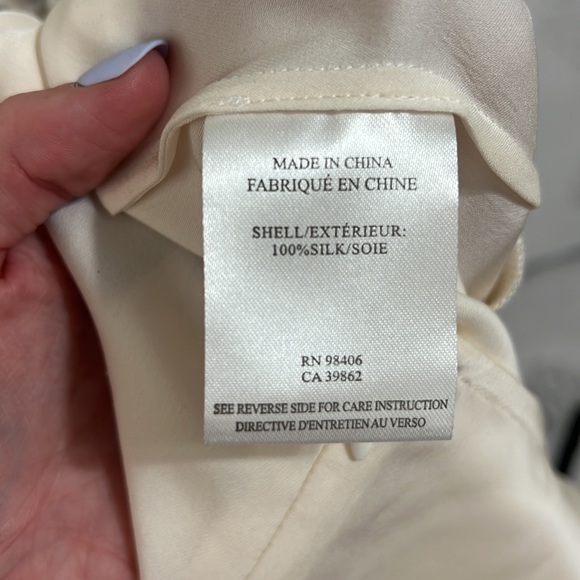 MADE IN CHINA
FABRIQUÉ EN CHINE
SHELL/EXTÉRIEUR:
100%SILK/SOIE
RN 98406
CA 39862
SEE REVERSE SIDE FOR CARE INSTRUCTION
DIRECTIVE D'ENTRETIEN AU VERSO